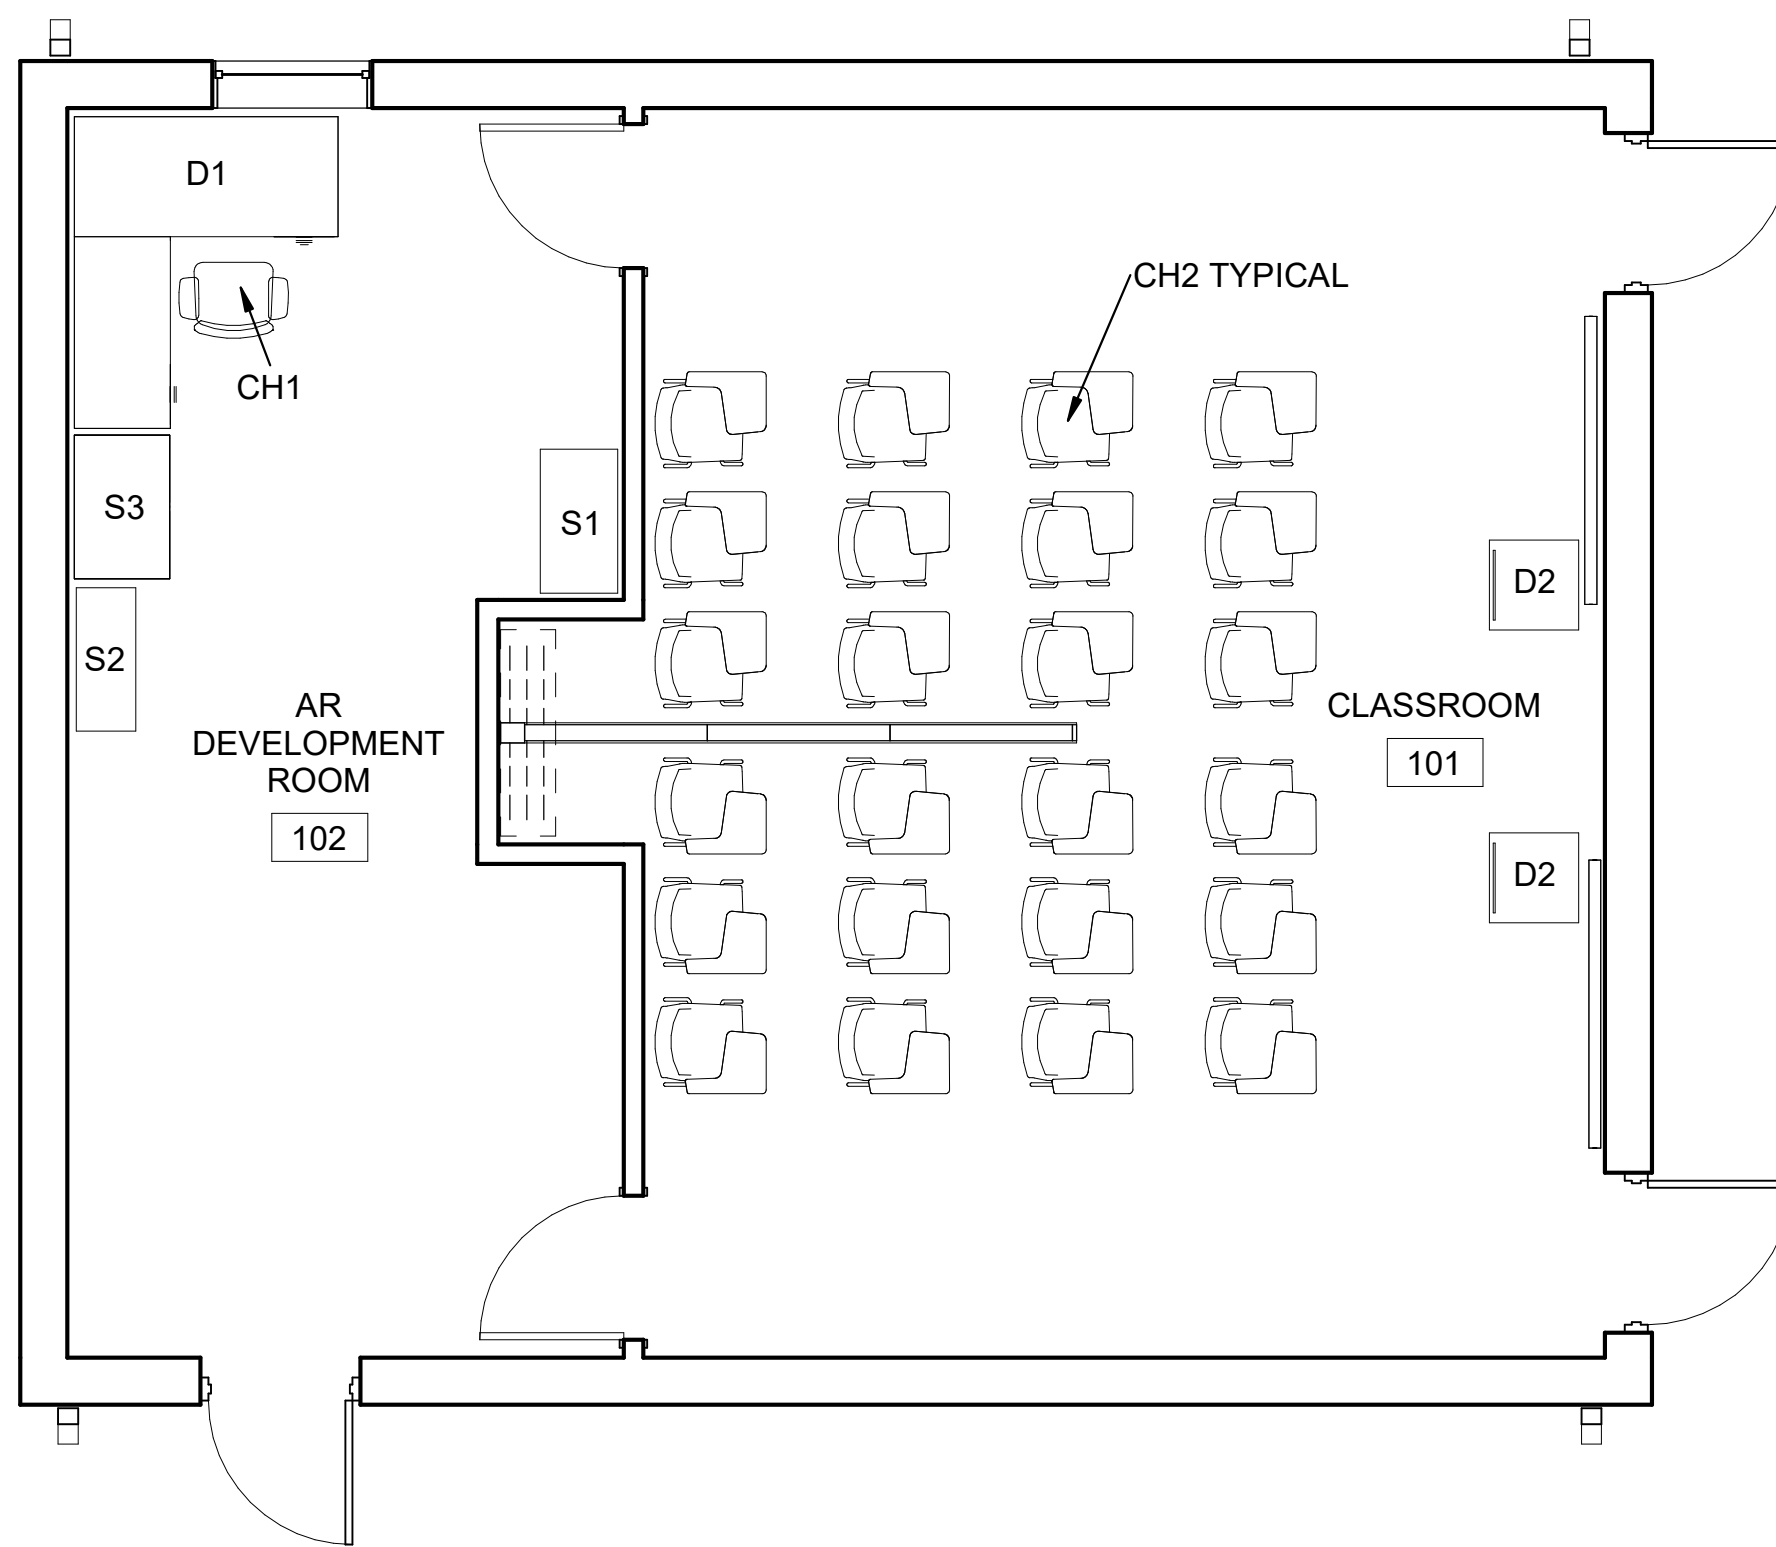 D1
CH2 TYPICAL
CH1
S3
S1
D2
S2
AR
DEVELOPMENT
ROOM
102
CLASSROOM
101
D2